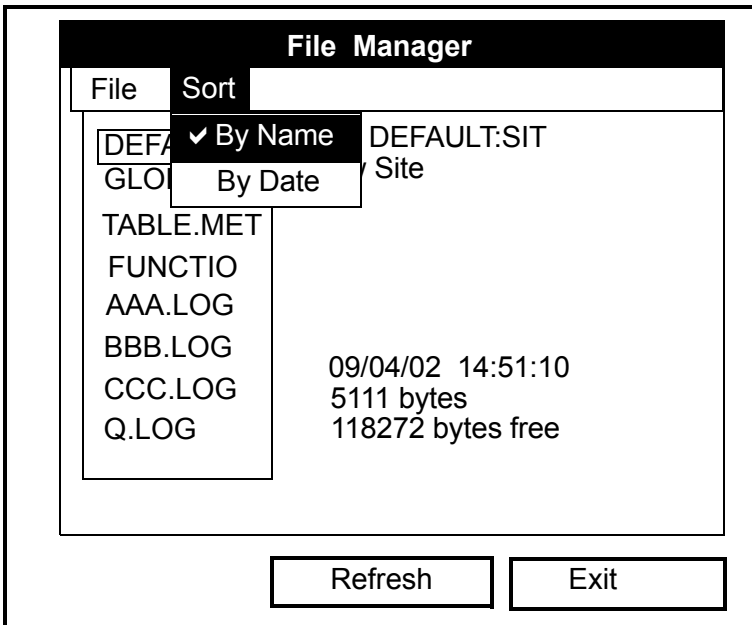 File Manager
File Sort
✔ By Name
By Date
DEFA DEFAULT:SIT
GLO Site
TABLE.MET
FUNCTIO
AAA.LOG
BBB.LOG
CCC.LOG
Q.LOG
09/04/02 14:51:10
5111 bytes
118272 bytes free
Refresh Exit